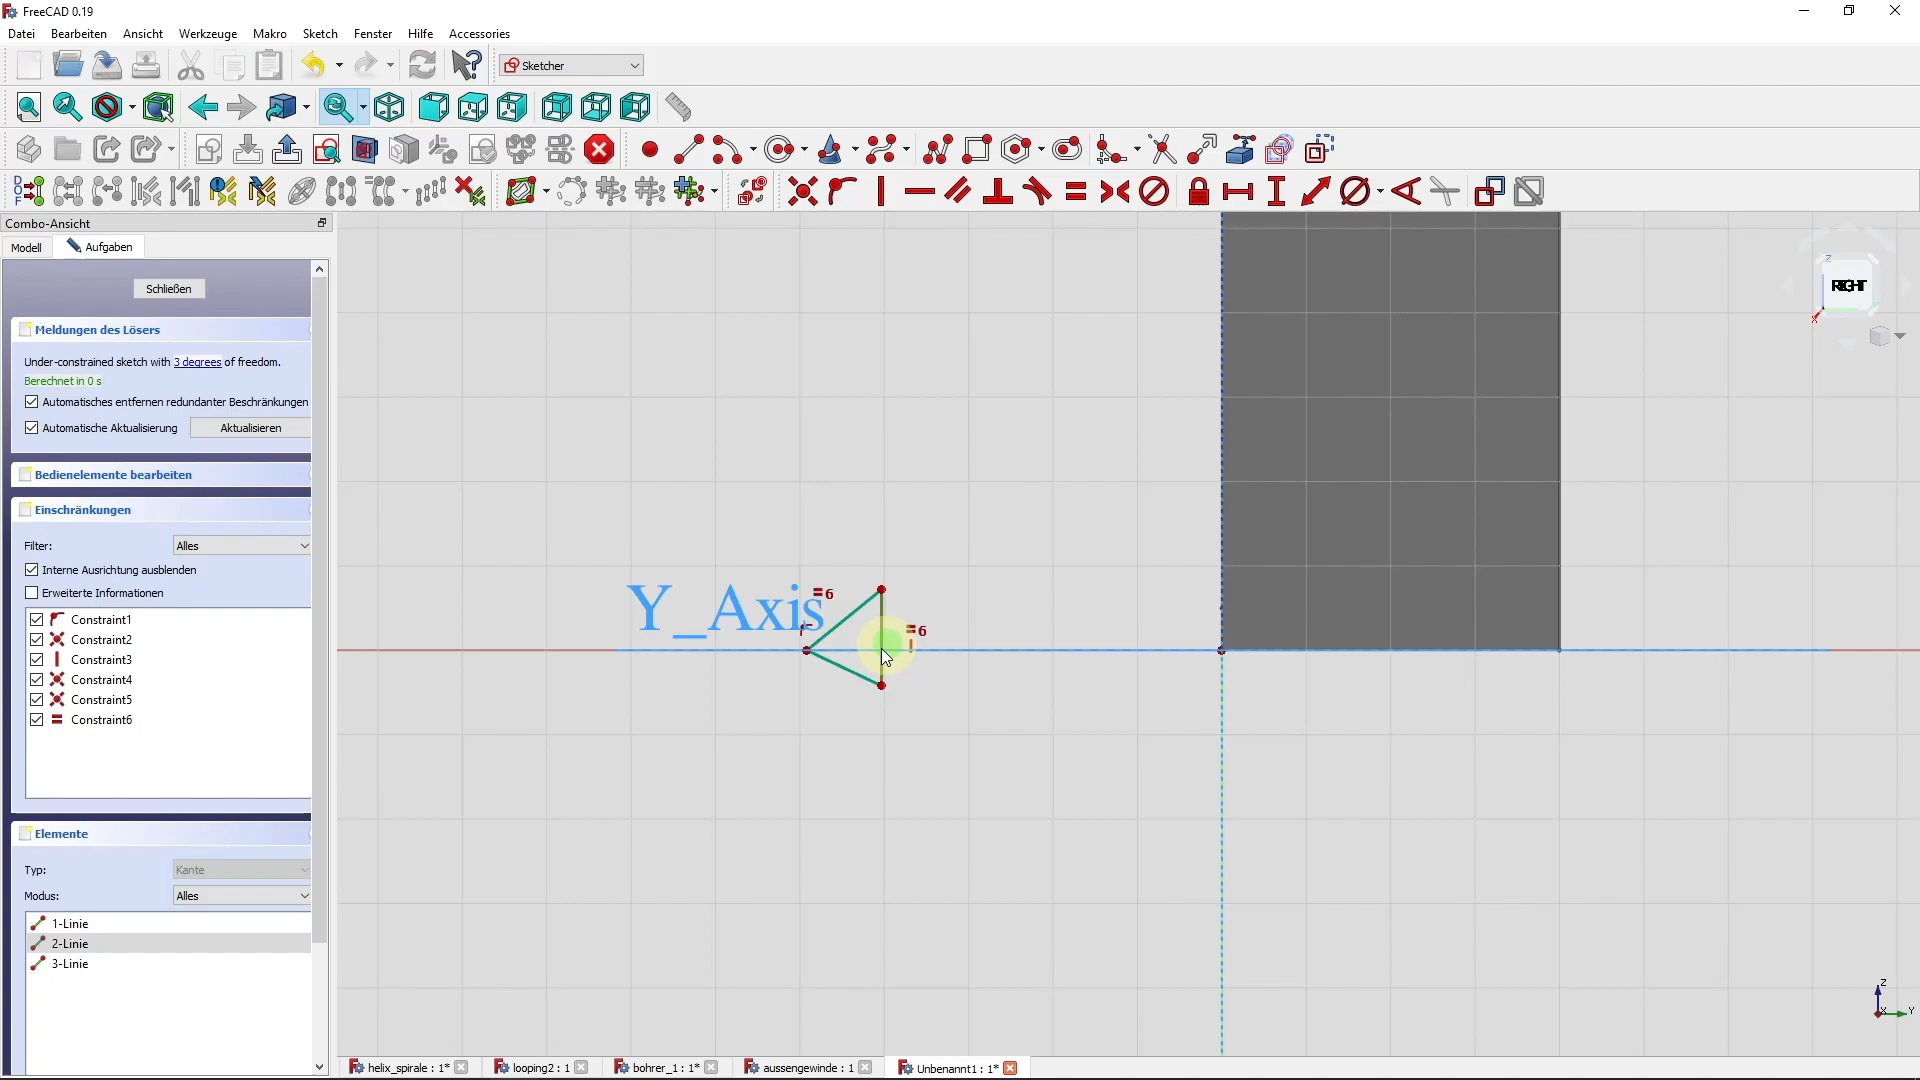 FreeCAD 0.19
Datei Bearbeiten Ansicht Werkzeuge Makro Sketch Fenster Hilfe Accessories
Sketcher
Combo-Ansicht
Modell Aufgaben
Schließen
Meldungen des Lösers
Under-constrained sketch with 3 degrees of freedom.
Berechnet in 0 s
Automatisches entfernen redundanter Beschränkungen
Automatische Aktualisierung Aktualisieren
Bedienelemente bearbeiten
Einschränkungen
Filter: Alles
Interne Ausrichtung ausblenden
Erweiterte Informationen
Constraint1
Constraint2
Constraint3
Constraint4
Constraint5
Constraint6
Elemente
Typ: Kante
Modus: Alles
1-Linie
2-Linie
3-Linie
Y_Axis
6
6
RIGHT
Z
X
Z
X
Y
helix_spirale : 1* looping2 : 1 bohrer_1 : 1* aussengewinde : 1 Unbenannt1 : 1*